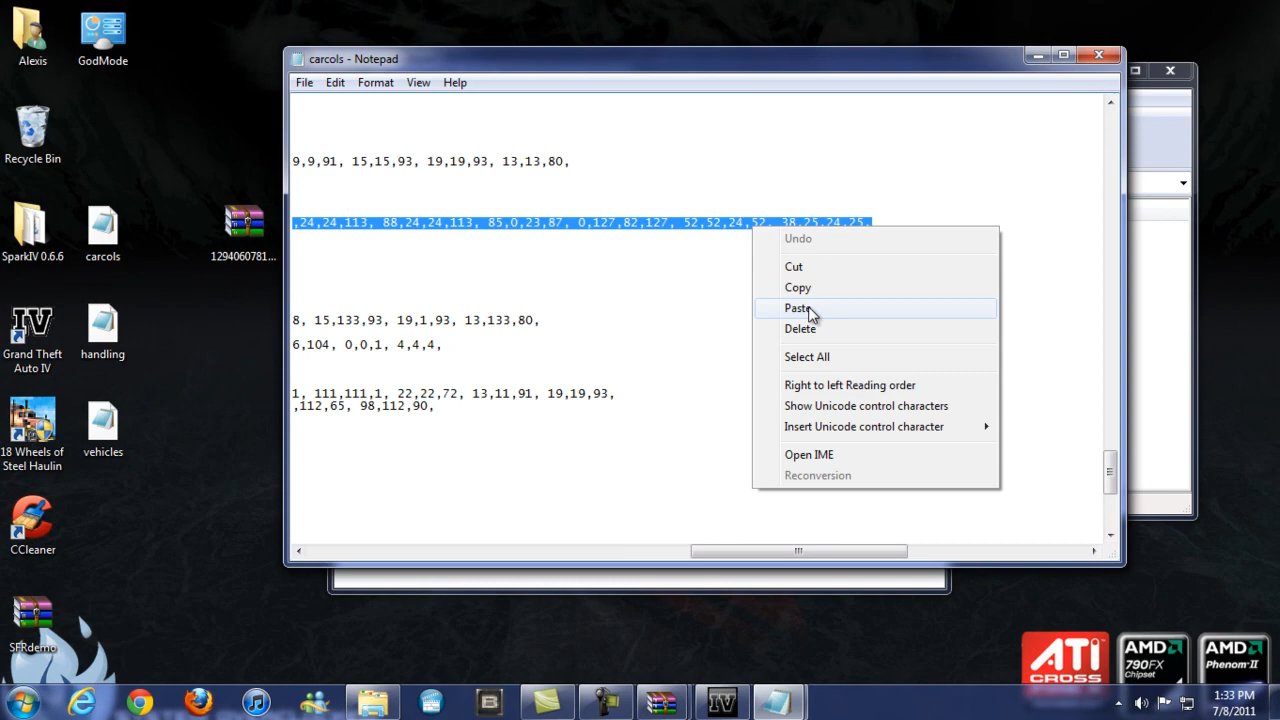 Alexis
GodMode
Recycle Bin
SparkIV 0.6.6
carcols
1294060781...
Grand Theft
Auto IV
handling
18 Wheels of
Steel Haulin
vehicles
CCleaner
SFRdemo
carcols - Notepad
File Edit Format View Help
9,9,91, 15,15,93, 19,19,93, 13,13,80,
,24,24,113, 88,24,24,113, 85,0,23,87, 0,127,82,127, 52,52,24,52, 38,25,24,25,
8, 15,133,93, 19,1,93, 13,133,80,
6,104, 0,0,1, 4,4,4,
1, 111,111,1, 22,22,72, 13,11,91, 19,19,93,
,112,65, 98,112,90,
Undo
Cut
Copy
Paste
Delete
Select All
Right to left Reading order
Show Unicode control characters
Insert Unicode control character
Open IME
Reconversion
ATI
CROSS
AMD
790FX
Chipset
AMD
Phenom-II
IV
1:33 PM
7/8/2011